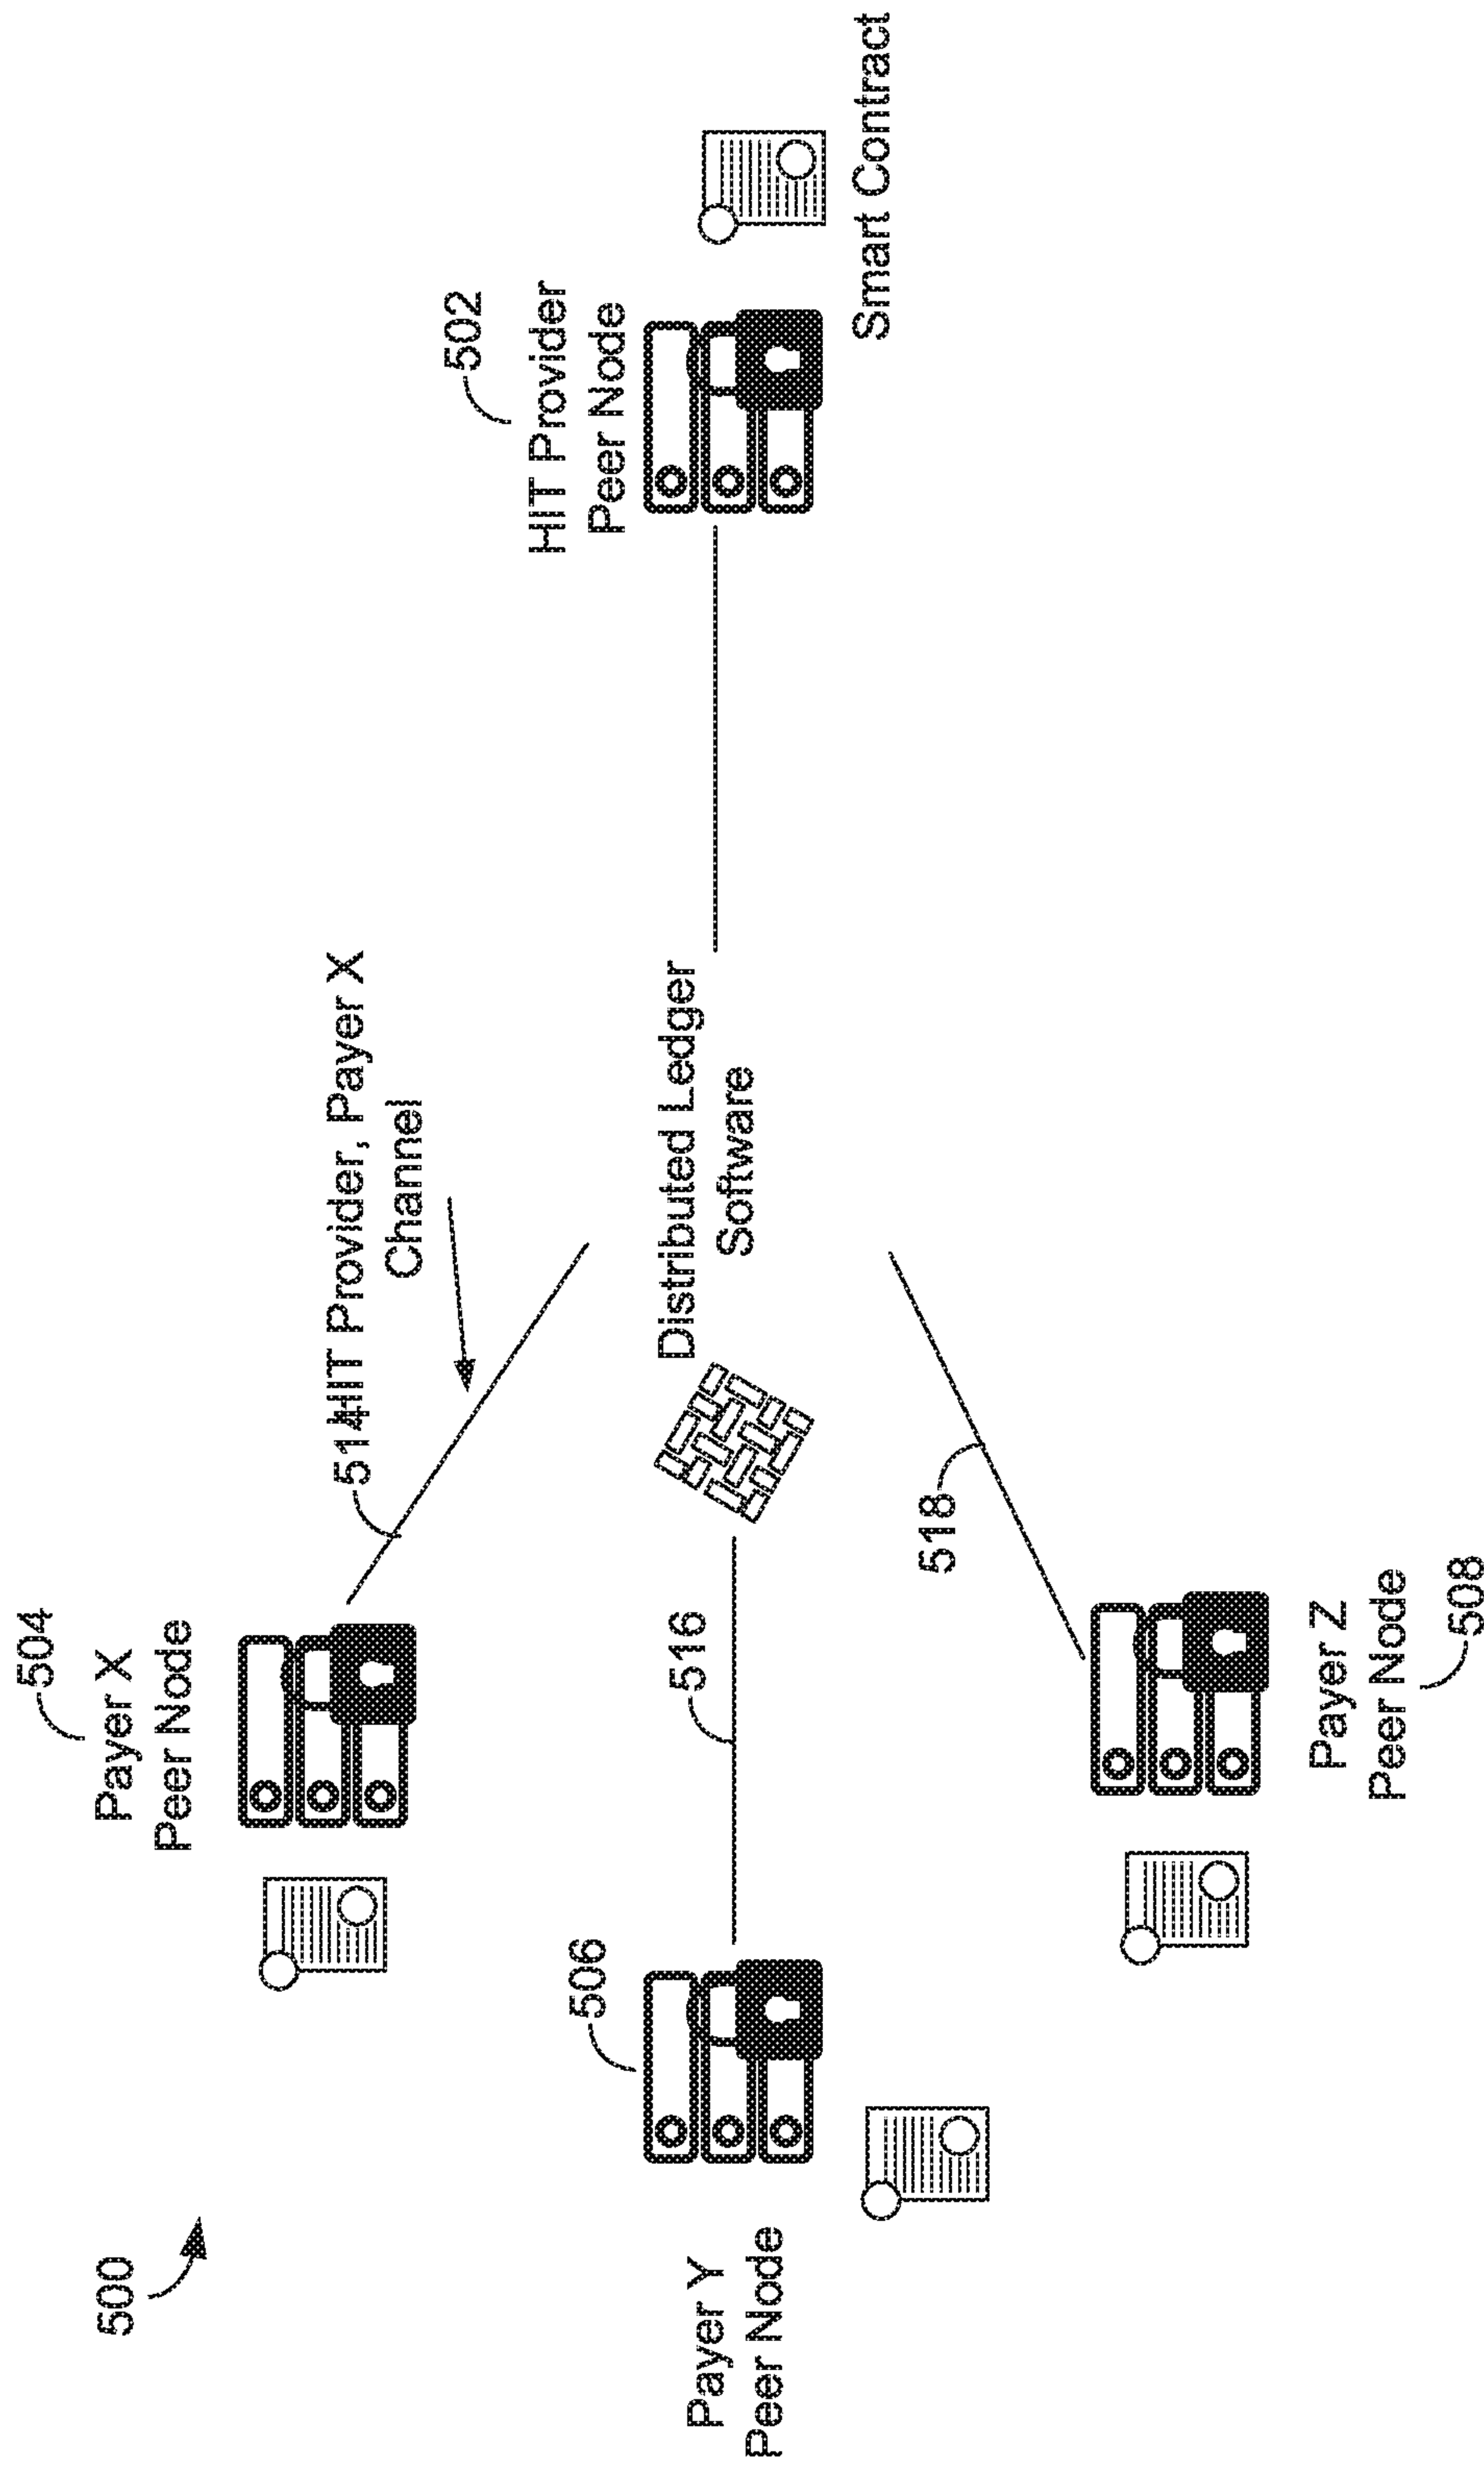 500
504
Payer X
Peer Node
514
HIT Provider, Payer X
Channel
502
HIT Provider
Peer Node
506
Payer Y
Peer Node
516
Distributed Ledger
Software
Smart Contract
518
Payer Z
Peer Node
508